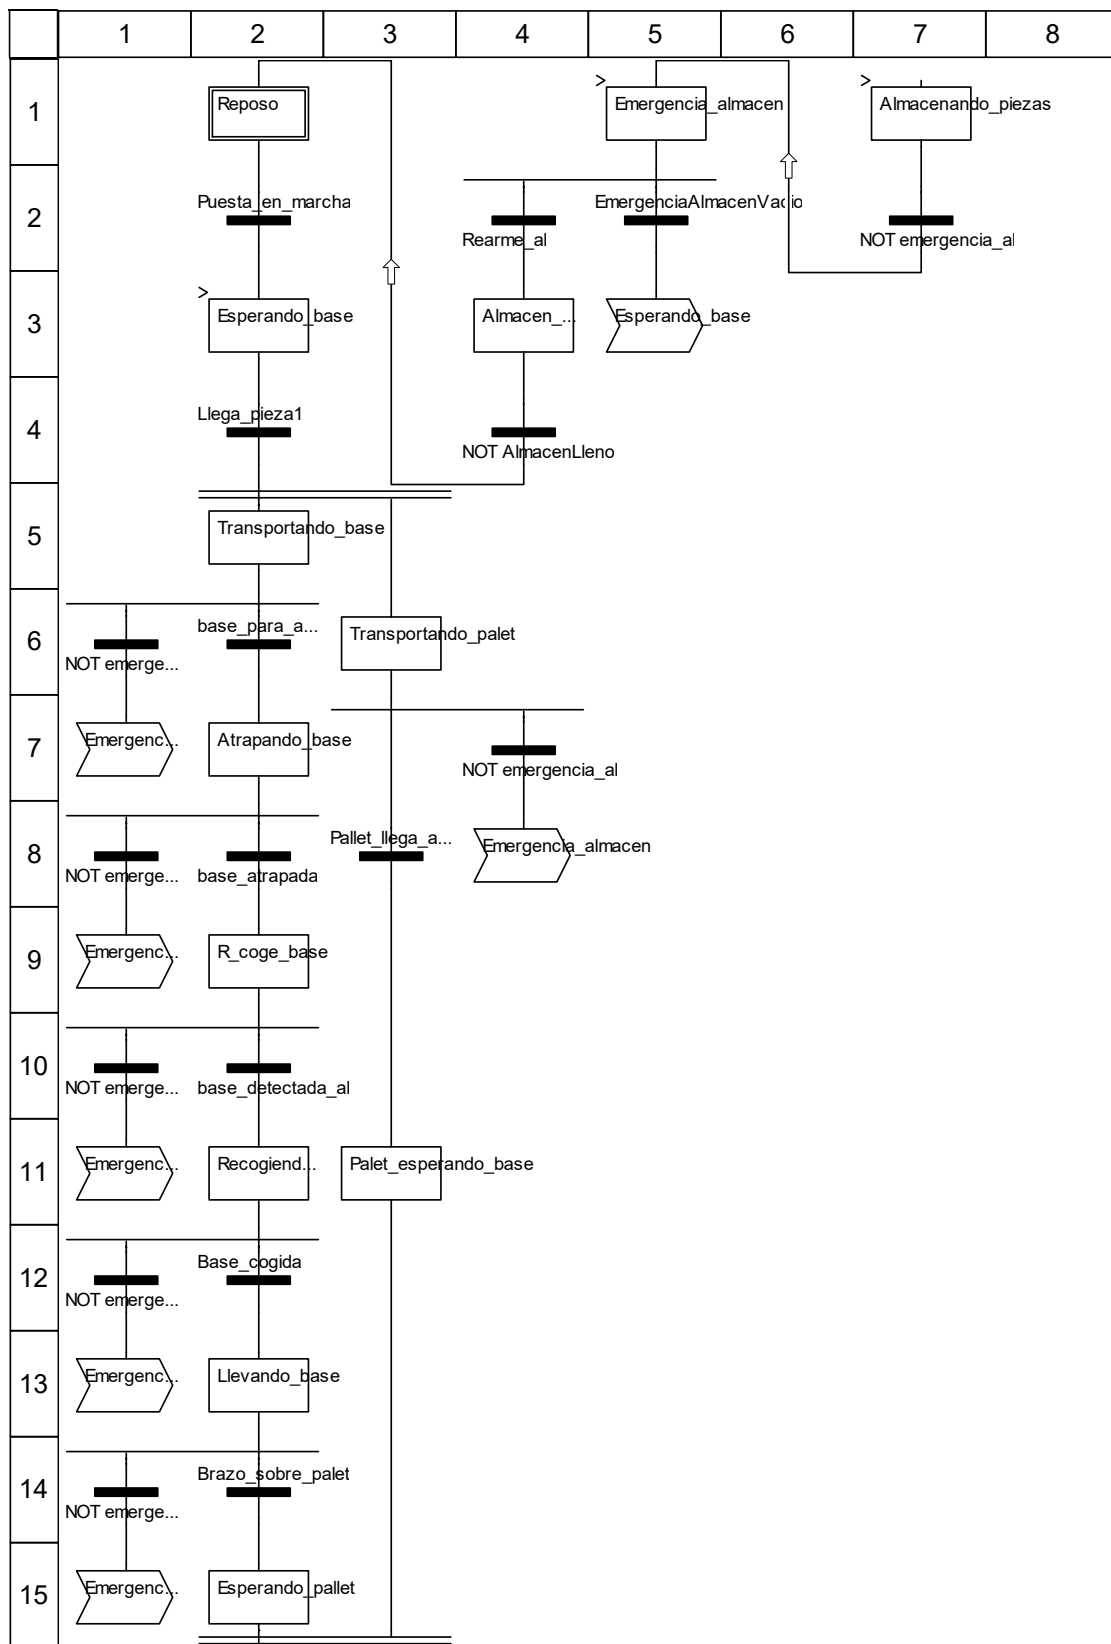 1 2 3 4 5 6 7 8
1 Reposo Emergencia_almacen Almacenando_piezas
2 Puesta_en_marcha EmergenciaAlmacenVacio
Rearme_al NOT emergencia_al
3 Esperando_base Almacen_... Esperando_base
4 Llega_pieza1
NOT AlmacenLleno
5 Transportando_base
6 base_para_a... Transportando_palet
NOT emerge...
7 Emergenc... Atrapando_base
NOT emergencia_al
8 Pallet_llega_a... Emergencia_almacen
NOT emerge... base_atrapada
9 Emergenc... R_coge_base
10
NOT emerge... base_detectada_al
11 Emergenc... Recogiend... Palet_esperando_base
12 Base_cogida
NOT emerge...
13 Emergenc... Llevando_base
14 Brazo_sobre_palet
NOT emerge...
15 Emergenc... Esperando_pallet